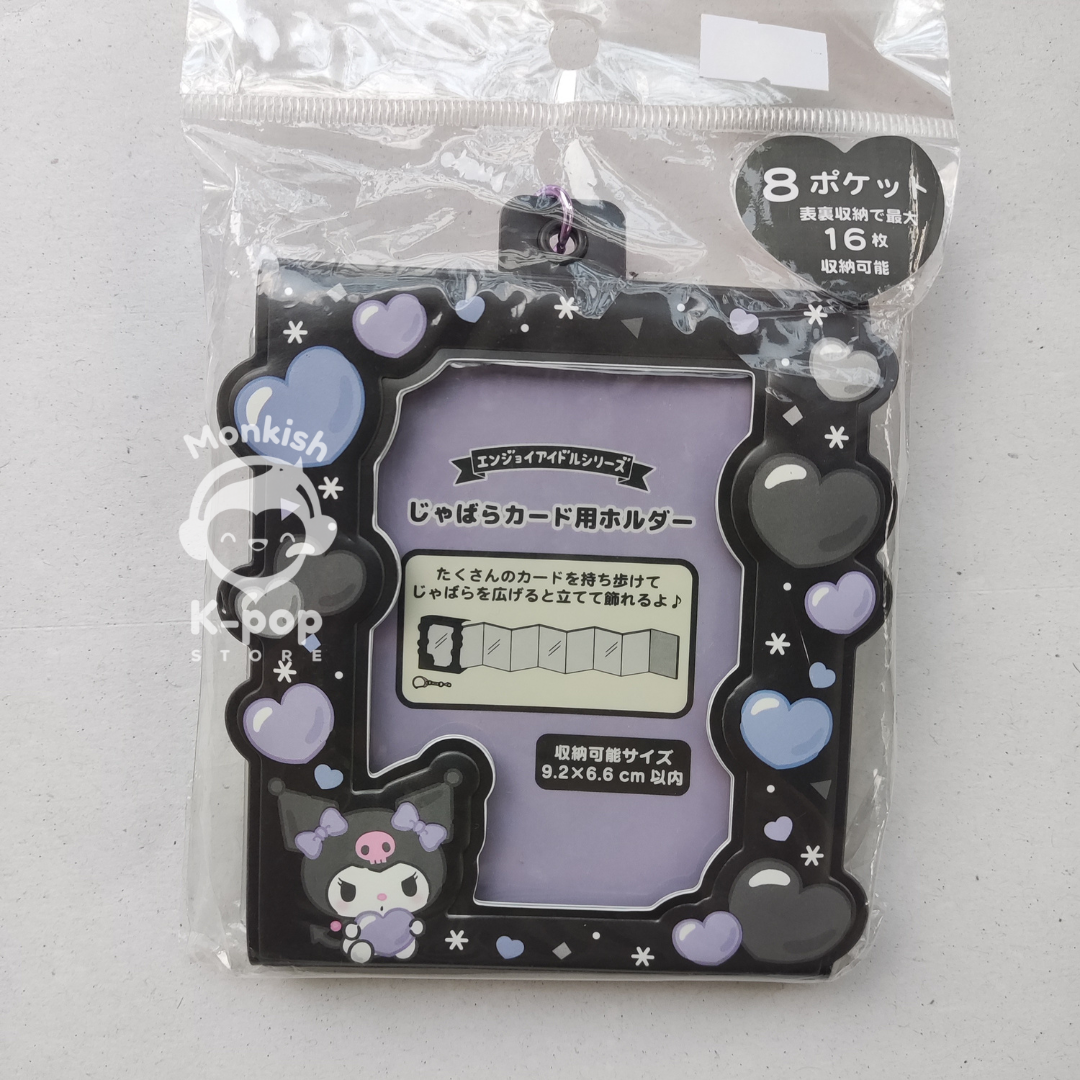 8 ポケット
表裏収納で最大
16枚
収納可能
エンジョイアイドルシリーズ
じゃばらカード用ホルダー
たくさんのカードを持ち歩けて
じゃばらを広げると立てて飾れるよ♪
収納可能サイズ
9.2×6.6 cm 以内
Monkish
K-pop
STORE